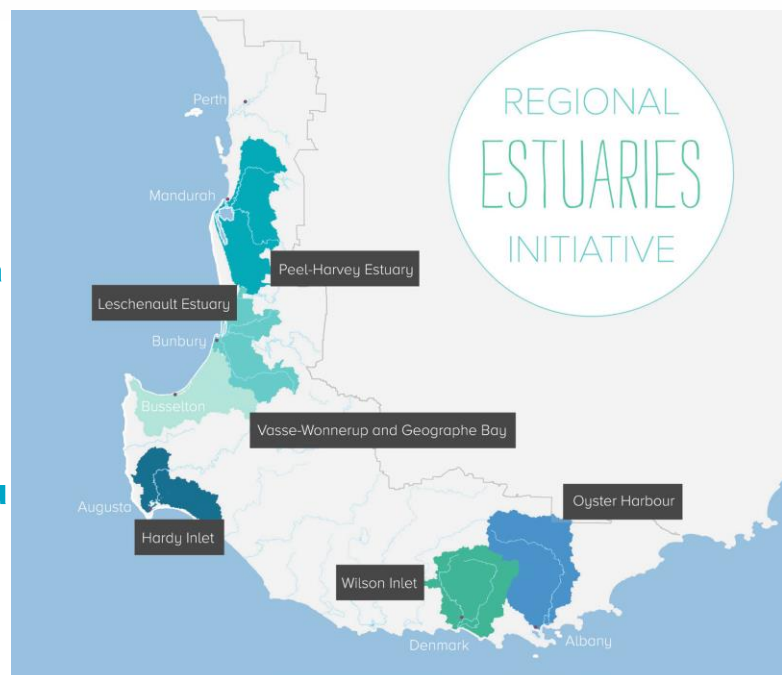 REGIONAL
ESTUARIES
INITIATIVE
Perth
Mandurah
Peel-Harvey Estuary
Leschenault Estuary
Bunbury
Busselton
Vasse-Wonnerup and Geographe Bay
Augusta
Hardy Inlet
Oyster Harbour
Wilson Inlet
Denmark
Albany